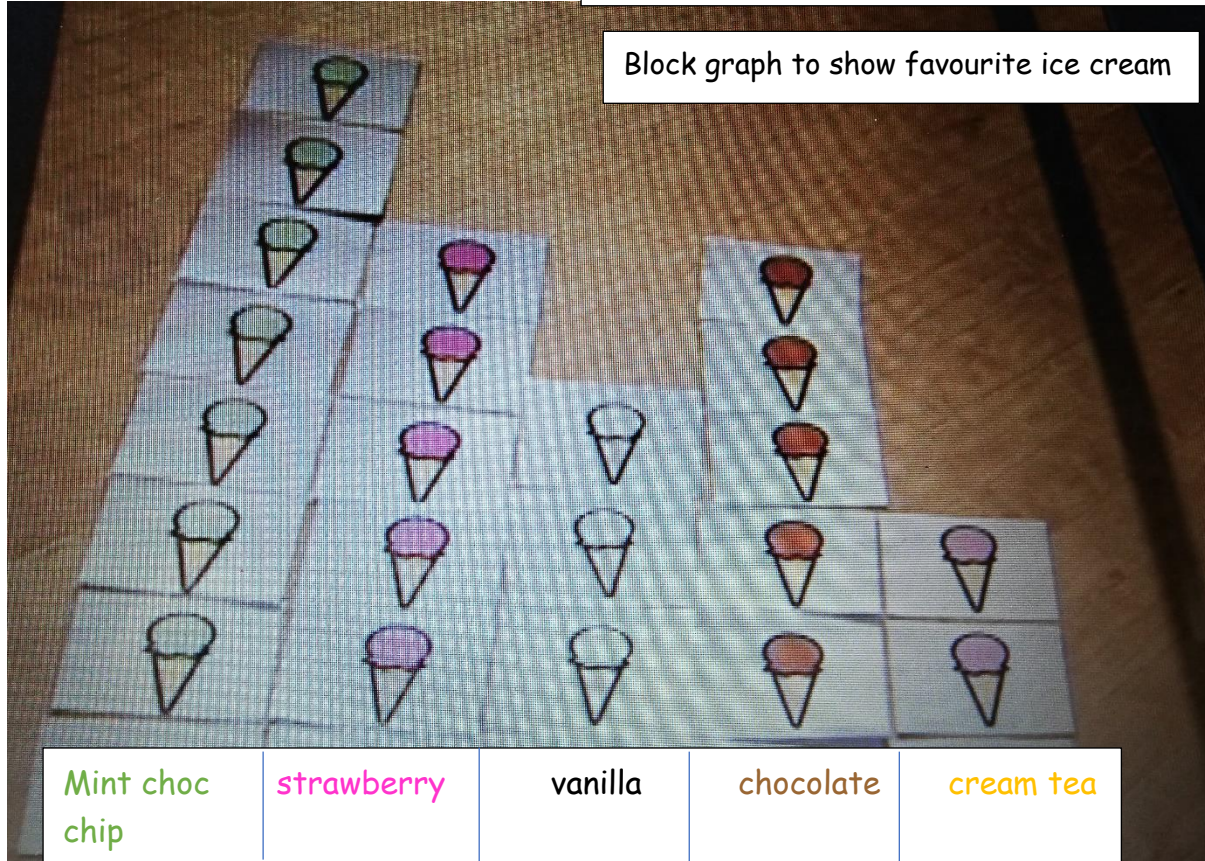 Block graph to show favourite ice cream
Mint choc
chip
strawberry
vanilla
chocolate
cream tea